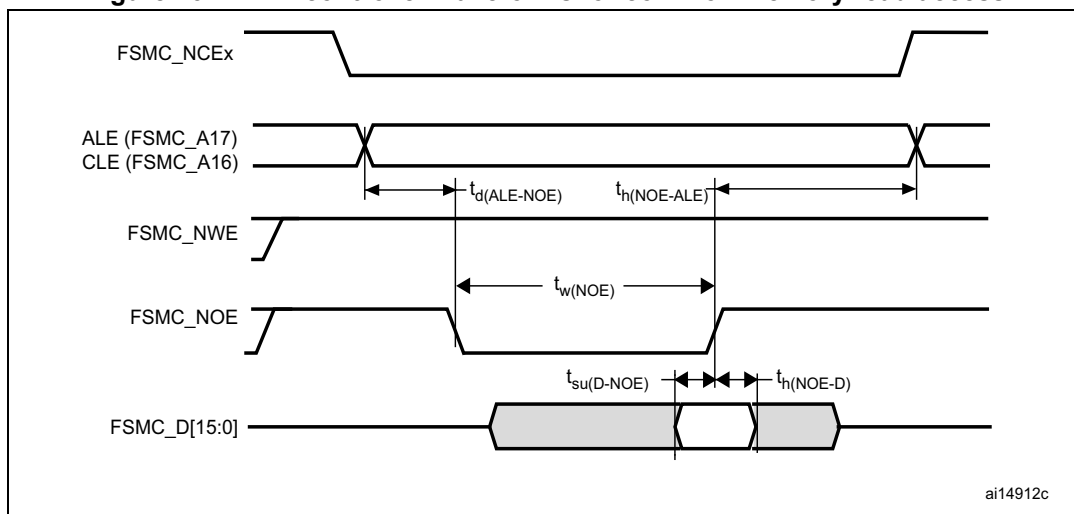 FSMC_NCEx
ALE (FSMC_A17)
CLE (FSMC_A16)
td(ALE-NOE)
th(NOE-ALE)
FSMC_NWE
tw(NOE)
FSMC_NOE
tsu(D-NOE)
th(NOE-D)
FSMC_D[15:0]
ai14912c